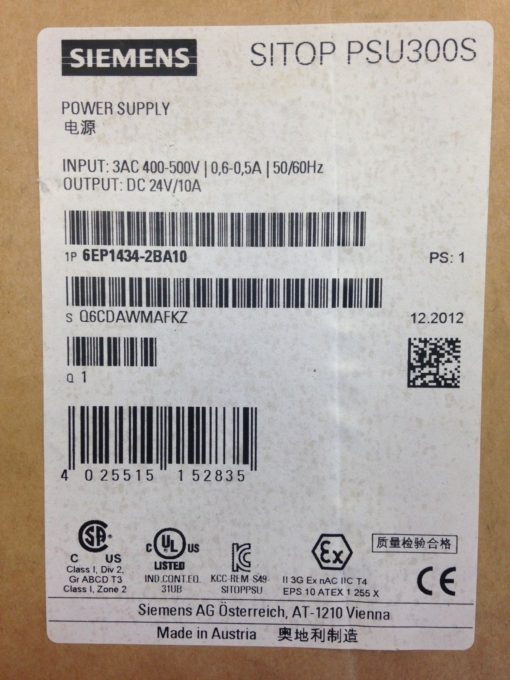 SIEMENS
SITOP PSU300S
POWER SUPPLY
电源
INPUT: 3AC 400-500V | 0,6-0,5A | 50/60Hz
OUTPUT: DC 24V/10A
1P 6EP1434-2BA10
PS: 1
S Q6CDAWMAFKZ
12.2012
Q 1
4 025515 152835
SA
C US
Class I, Div 2,
Gr ABCD T3
Class I, Zone 2
C UL US
LISTED
IND.CONT.EQ.
31UB
KCC-REM-S49-
SITOPPSU
Ex
II 3G Ex nAC IIC T4
EPS 10 ATEX 1 255 X
质量检验合格
CE
Siemens AG Österreich, AT-1210 Vienna
Made in Austria 奥地利制造